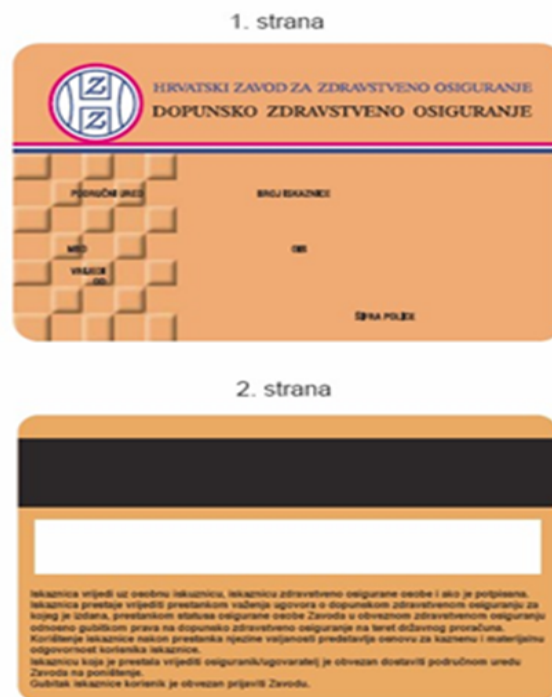 1. strana
Z
Z
HRVATSKI ZAVOD ZA ZDRAVSTVENO OSIGURANJE
DOPUNSKO ZDRAVSTVENO OSIGURANJE
PODRUČNI URED
BROJ ISKAZNICE
MBO
OIB
VRIJEDI
OD
ŠIFRA POLICE
2. strana
Iskaznica vrijedi uz osobnu iskaznicu, iskaznicu zdravstveno osigurane osobe i ako je potpisana.
Iskaznica prestaje vrijediti prestankom važenja ugovora o dopunskom zdravstvenom osiguranju za
kojeg je izdana, prestankom statusa osigurane osobe Zavoda u obveznom zdravstvenom osiguranju
odnosno gubitkom prava na dopunsko zdravstveno osiguranje na teret državnog proračuna.
Korištenje iskaznice nakon prestanka njezine valjanosti predstavlja osnovu za kaznenu i materijalnu
odgovornost korisnika iskaznice.
Iskaznicu koja je prestala vrijediti osiguranik/ugovaratelj je obvezan dostaviti područnom uredu
Zavoda na poništenje.
Gubitak iskaznice korisnik je obvezan prijaviti Zavodu.